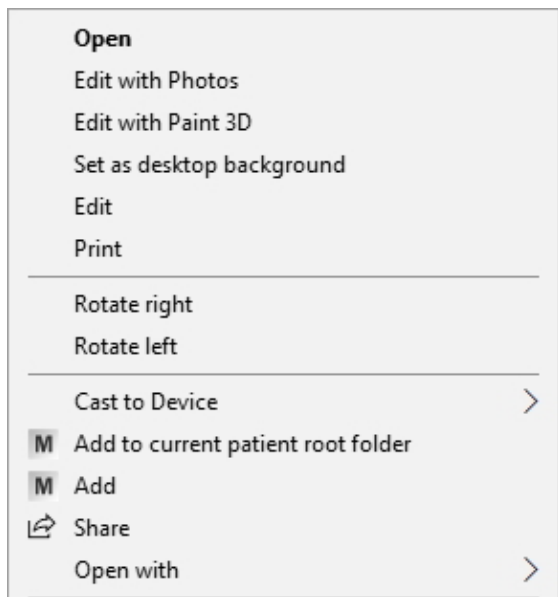 Open
Edit with Photos
Edit with Paint 3D
Set as desktop background
Edit
Print
Rotate right
Rotate left
Cast to Device
M Add to current patient root folder
M Add
Share
Open with